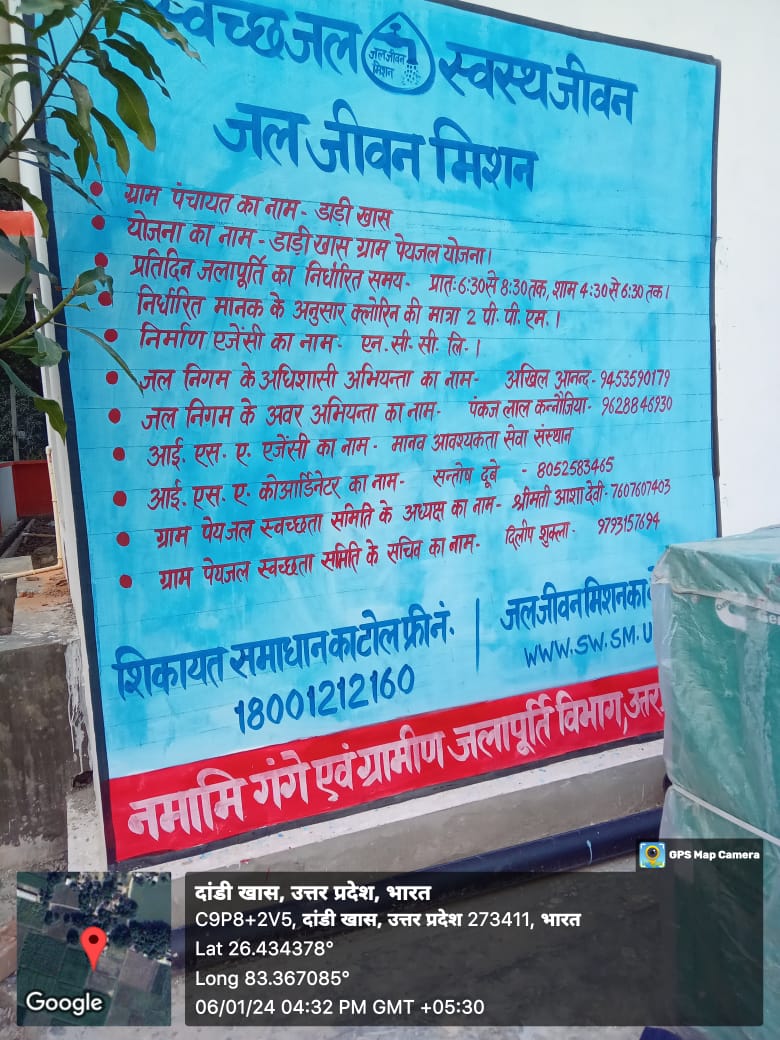 स्वच्छ जल
जल जीवन
मिशन
स्वस्थ जीवन
जल जीवन मिशन
ग्राम पंचायत का नाम - डाड़ी खास
योजना का नाम - डाड़ी खास ग्राम पेयजल योजना।
प्रतिदिन जलापूर्ति का निर्धारित समय- प्रातः 6:30 से 8:30 तक, शाम 4:30 से 6:30 तक।
निर्धारित मानक के अनुसार क्लोरिन की मात्रा 2 पी. पी. एम.।
निर्माण एजेंसी का नाम- एन. सी. सी. लि.।
जल निगम के अधिशासी अभियन्ता का नाम- अखिल आनन्द - 9453590179
जल निगम के अवर अभियन्ता का नाम- पंकज लाल कन्नौजिया- 9628846930
आई. एस. ए. एजेंसी का नाम - मानव आवश्यकता सेवा संस्थान
आई. एस. ए. कोआर्डिनेटर का नाम- सन्तोष दूबे - 8052583465
ग्राम पेयजल स्वच्छता समिति के अध्यक्ष का नाम- श्रीमती आशा देवी- 7607607403
ग्राम पेयजल स्वच्छता समिति के सचिव का नाम- दिलीप शुक्ला- 9793157694
शिकायत समाधान का टोल फ्री नं.
18001212160
जल जीवन मिशन का
WWW.SW.SM.U
नमामि गंगे एवं ग्रामीण जलापूर्ति विभाग, उत्तर
GPS Map Camera
दांडी खास, उत्तर प्रदेश, भारत
C9P8+2V5, दांडी खास, उत्तर प्रदेश 273411, भारत
Lat 26.434378°
Long 83.367085°
06/01/24 04:32 PM GMT +05:30
Google